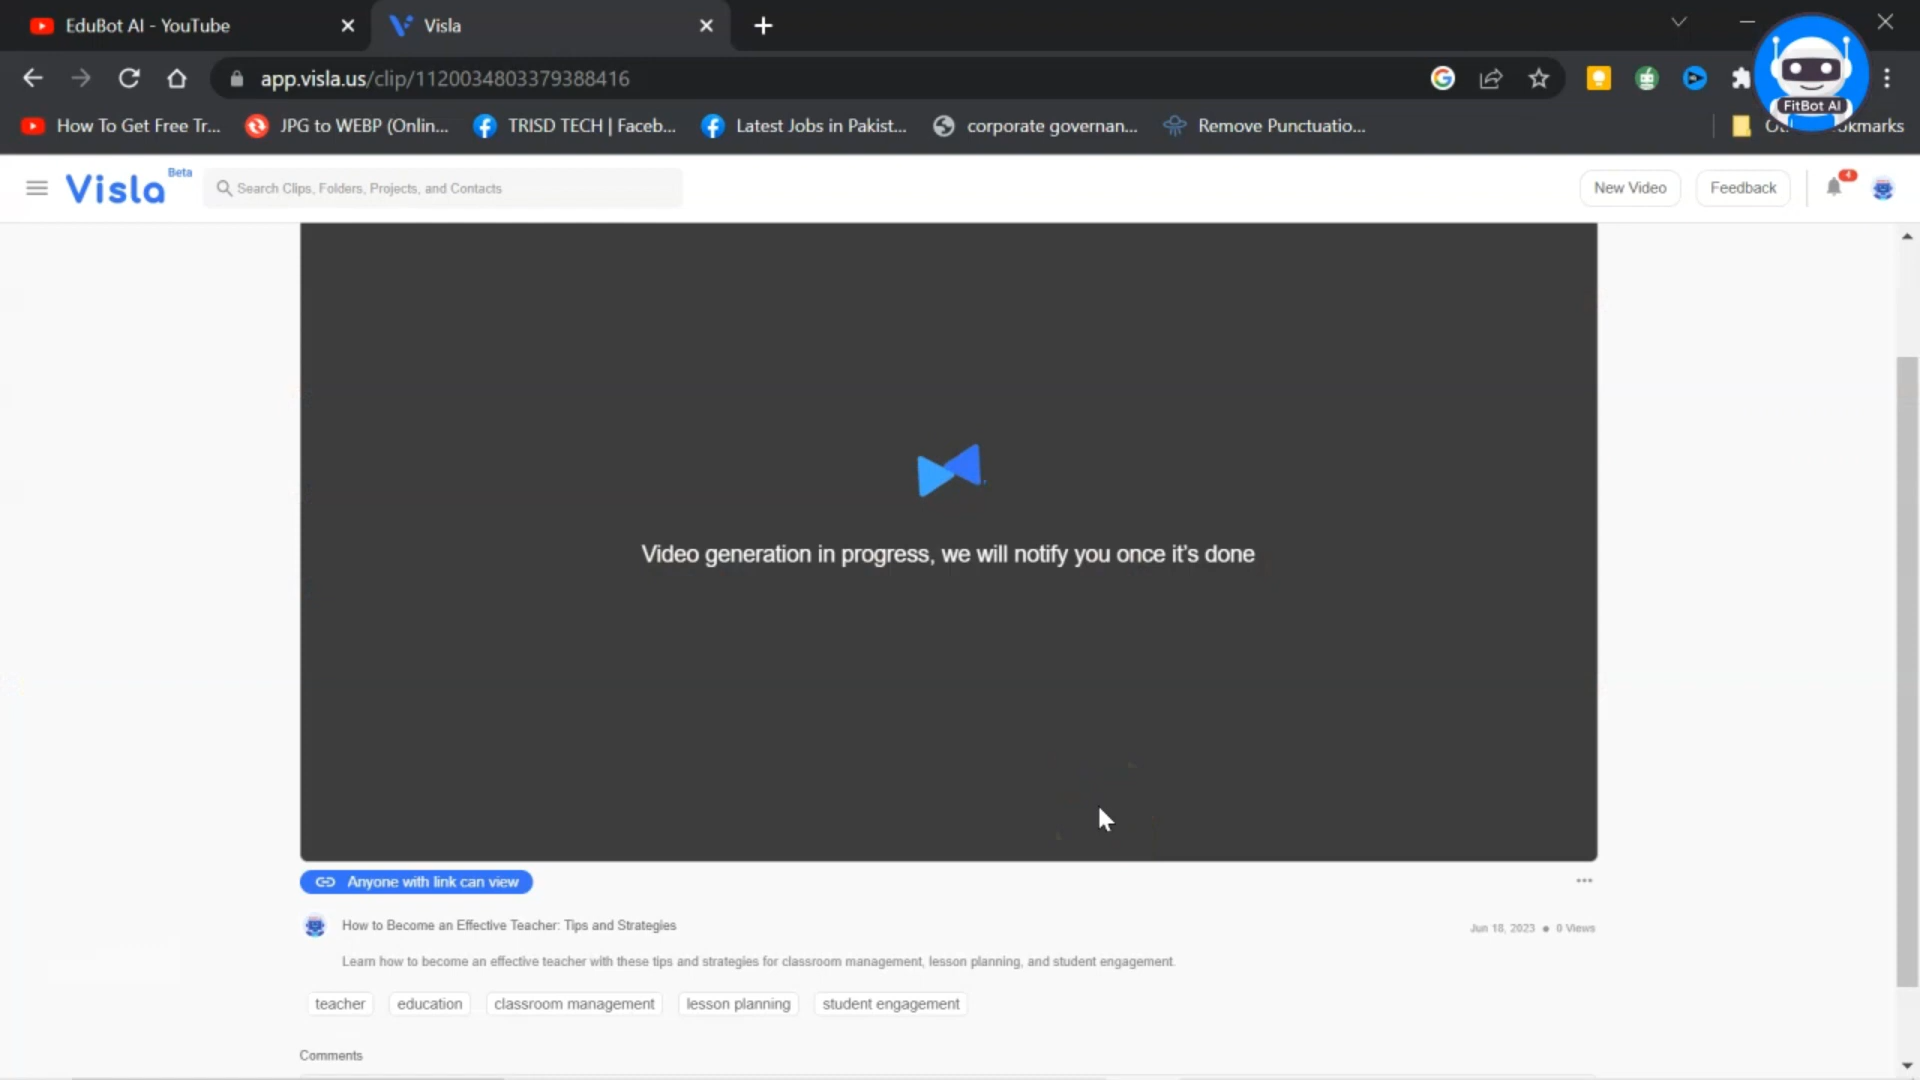 EduBot AI - YouTube
Visla
app.visla.us/clip/1120034803379388416
FitBot AI
How To Get Free Tr...
JPG to WEBP (Onlin...
TRISD TECH | Faceb...
Latest Jobs in Pakist...
corporate governan...
Remove Punctuatio...
Visla Beta
Search Clips, Folders, Projects, and Contacts
New Video
Feedback
4
Video generation in progress, we will notify you once it's done
Anyone with link can view
How to Become an Effective Teacher: Tips and Strategies
Jun 18, 2023 ● 0 Views
Learn how to become an effective teacher with these tips and strategies for classroom management, lesson planning, and student engagement.
teacher
education
classroom management
lesson planning
student engagement
Comments